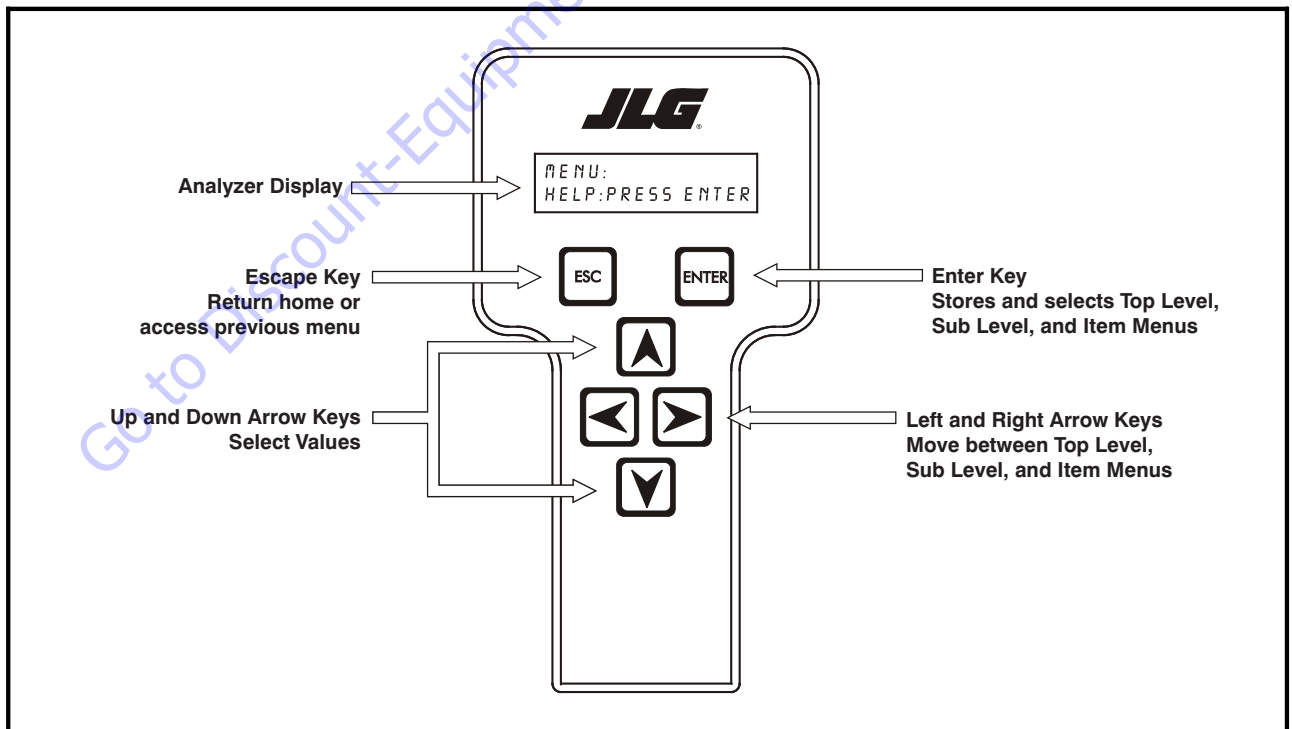 JLG®
MENU:
HELP:PRESS ENTER
Analyzer Display
ESC
ENTER
Escape Key
Return home or
access previous menu
Enter Key
Stores and selects Top Level,
Sub Level, and Item Menus
Up and Down Arrow Keys
Select Values
Left and Right Arrow Keys
Move between Top Level,
Sub Level, and Item Menus
Go to Discount-Equipme